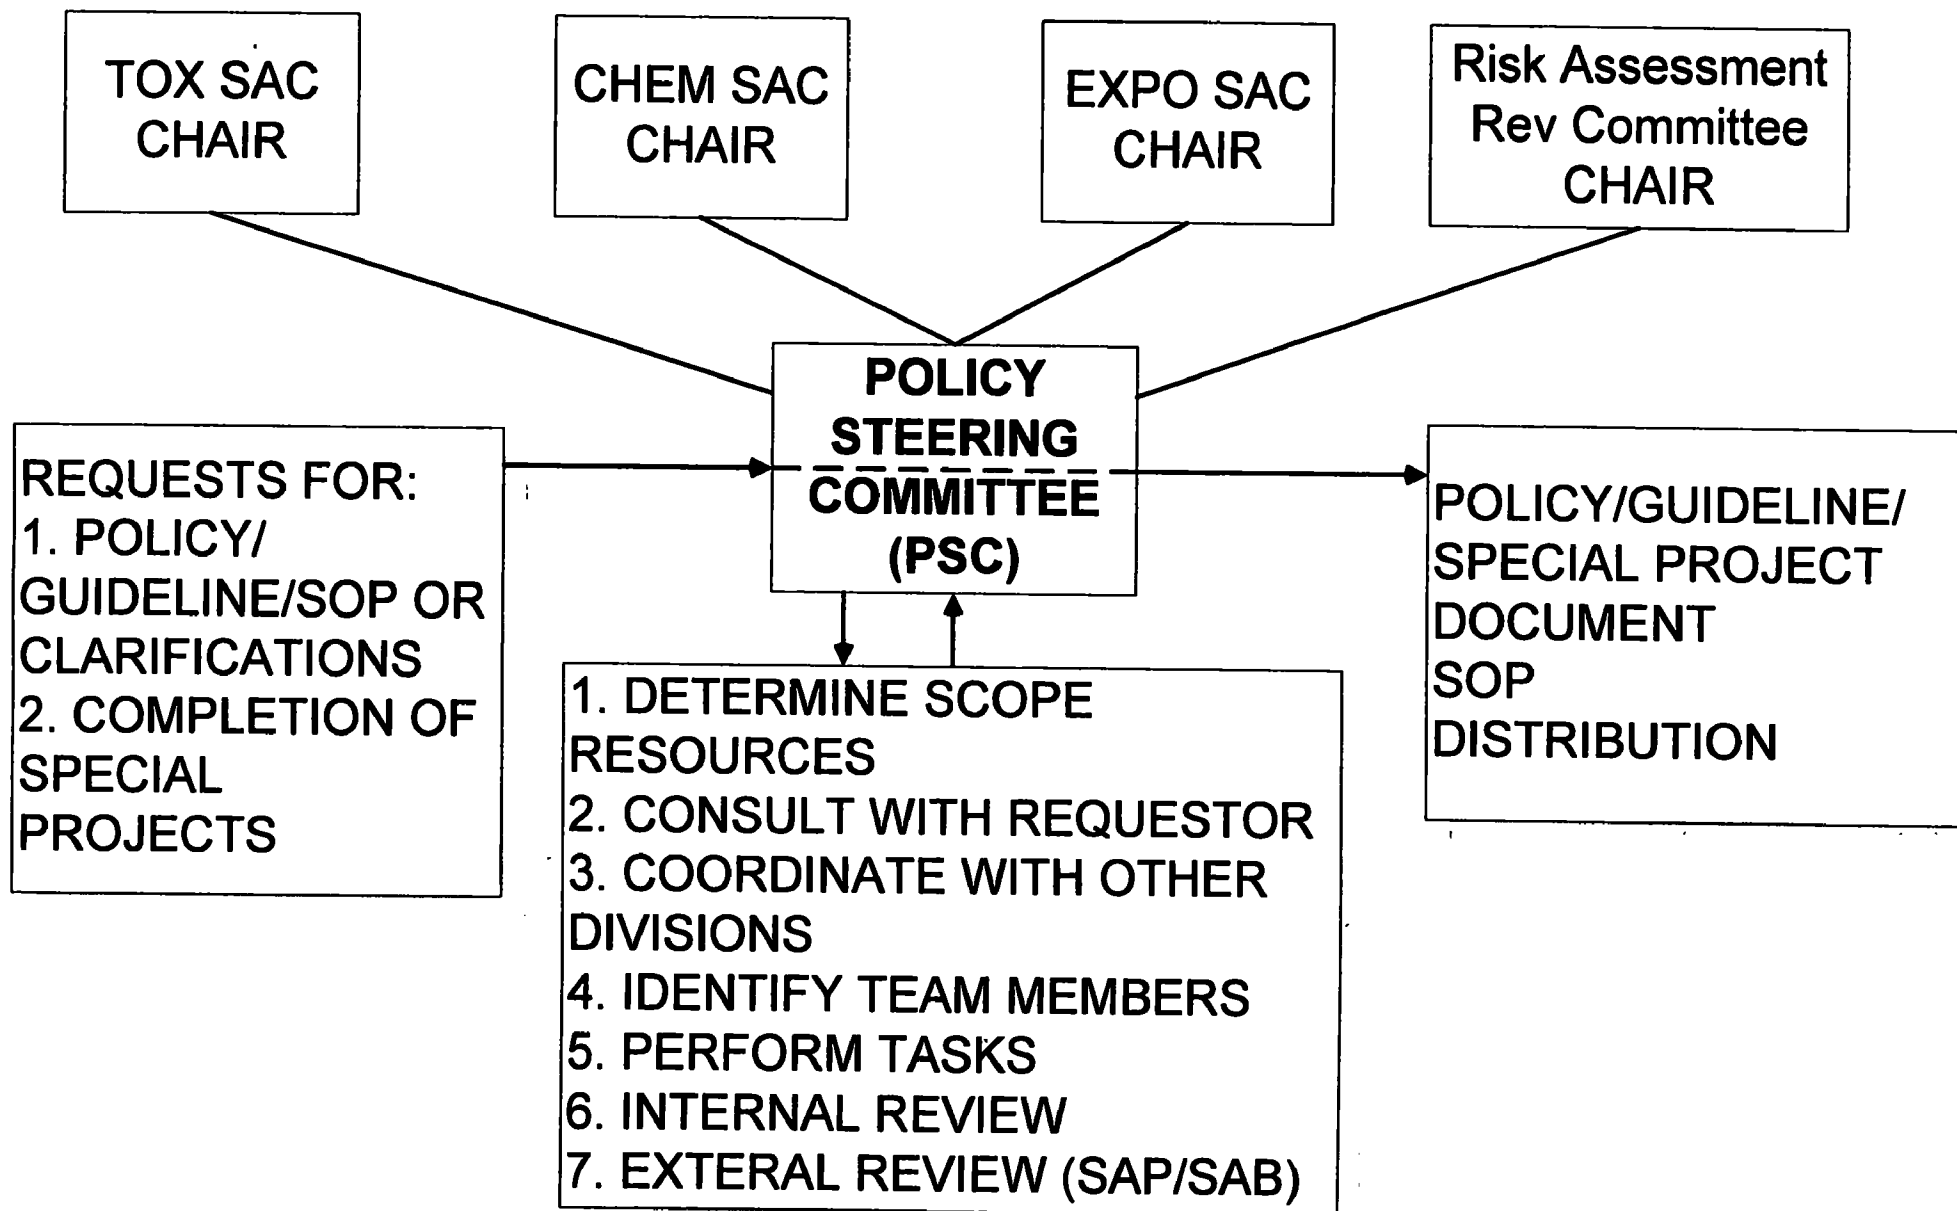 TOX SAC
CHAIR
CHEM SAC
CHAIR
EXPO SAC
CHAIR
Risk Assessment
Rev Committee
CHAIR
POLICY
STEERING
COMMITTEE
(PSC)
REQUESTS FOR:
1. POLICY/
GUIDELINE/SOP OR
CLARIFICATIONS
2. COMPLETION OF
SPECIAL
PROJECTS
1. DETERMINE SCOPE
RESOURCES
2. CONSULT WITH REQUESTOR
3. COORDINATE WITH OTHER
DIVISIONS
4. IDENTIFY TEAM MEMBERS
5. PERFORM TASKS
6. INTERNAL REVIEW
7. EXTERAL REVIEW (SAP/SAB)
POLICY/GUIDELINE/
SPECIAL PROJECT
DOCUMENT
SOP
DISTRIBUTION